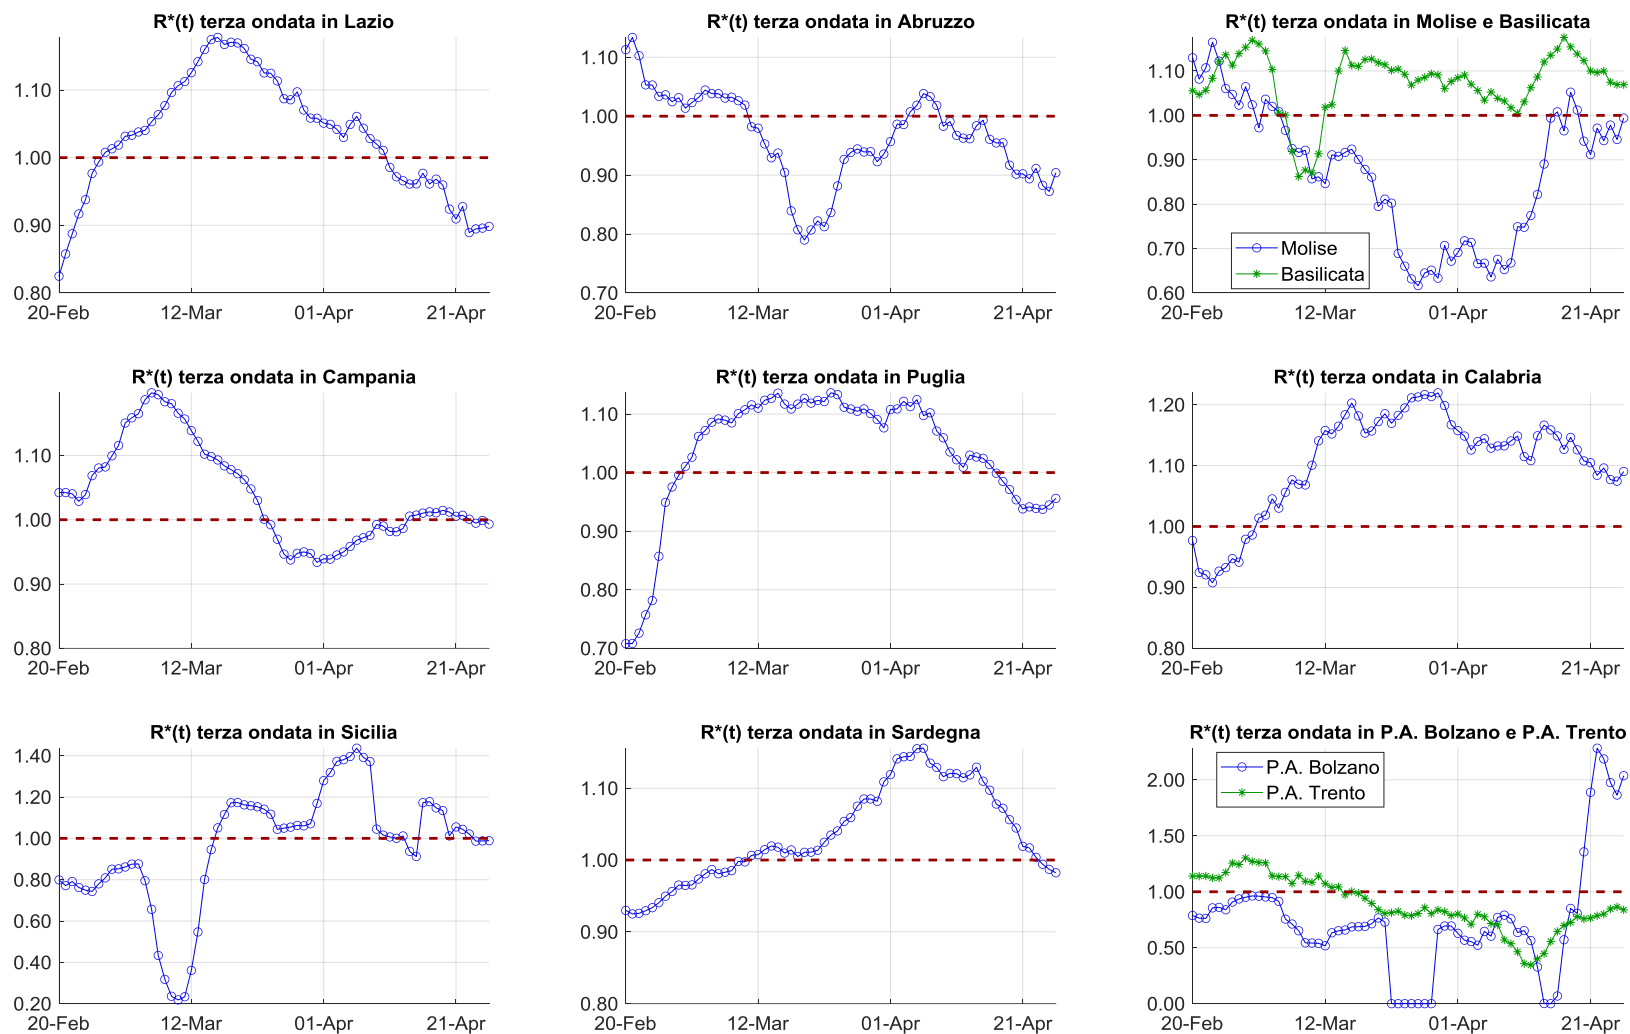 R*(t) terza ondata in Lazio
1.10
1.00
0.90
0.80
20-Feb 12-Mar 01-Apr 21-Apr
R*(t) terza ondata in Abruzzo
1.10
1.00
0.90
0.80
0.70
20-Feb 12-Mar 01-Apr 21-Apr
R*(t) terza ondata in Molise e Basilicata
1.10
1.00
0.90
0.80
0.70
0.60
Molise
Basilicata
20-Feb 12-Mar 01-Apr 21-Apr
R*(t) terza ondata in Campania
1.10
1.00
0.90
0.80
20-Feb 12-Mar 01-Apr 21-Apr
R*(t) terza ondata in Puglia
1.10
1.00
0.90
0.80
0.70
20-Feb 12-Mar 01-Apr 21-Apr
R*(t) terza ondata in Calabria
1.20
1.10
1.00
0.90
0.80
20-Feb 12-Mar 01-Apr 21-Apr
R*(t) terza ondata in Sicilia
1.40
1.20
1.00
0.80
0.60
0.40
0.20
20-Feb 12-Mar 01-Apr 21-Apr
R*(t) terza ondata in Sardegna
1.10
1.00
0.90
0.80
20-Feb 12-Mar 01-Apr 21-Apr
R*(t) terza ondata in P.A. Bolzano e P.A. Trento
P.A. Bolzano
P.A. Trento
2.00
1.50
1.00
0.50
0.00
20-Feb 12-Mar 01-Apr 21-Apr